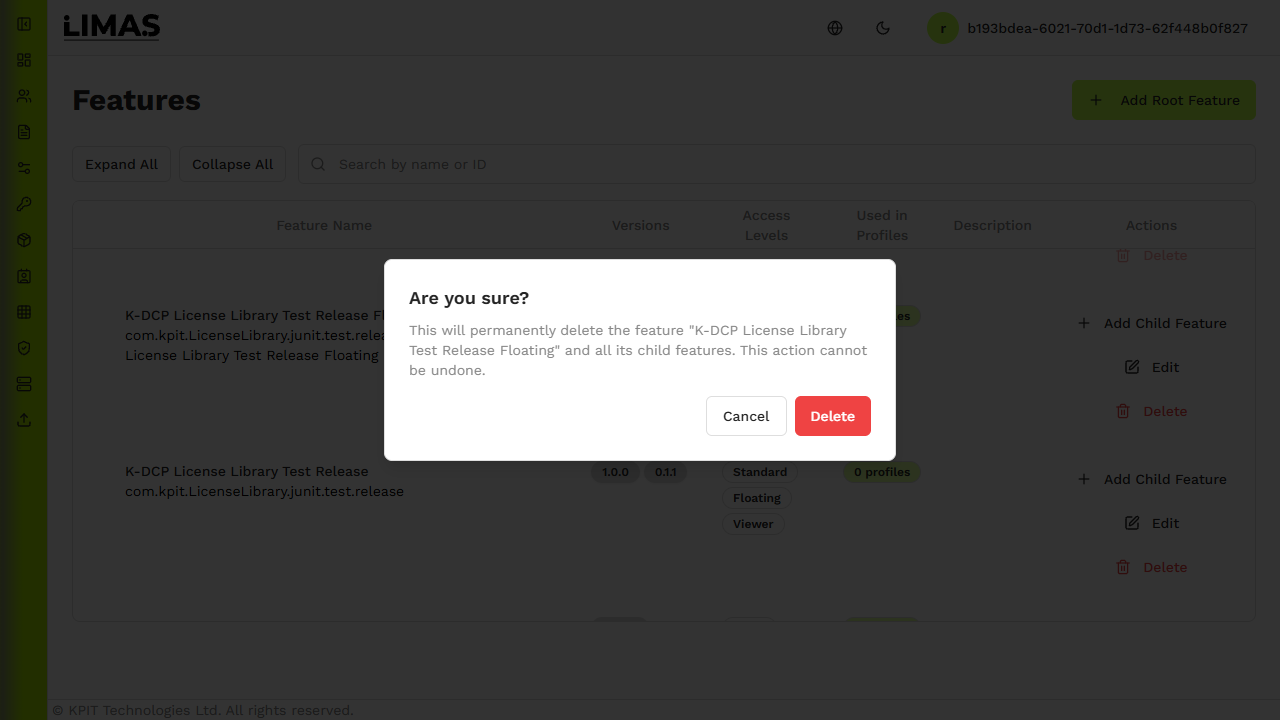 LIMAS
r
b193bdea-6021-70d1-1d73-62f448b0f827
Features
Add Root Feature
Expand All
Collapse All
Search by name or ID
Feature Name
Versions
Access Levels
Used in Profiles
Description
Actions
Delete
K-DCP License Library Test Release
com.kpit.LicenseLibrary.junit.test.
License Library Test Release Floating
Add Child Feature
Edit
Delete
Are you sure?
This will permanently delete the feature "K-DCP License Library
Test Release Floating" and all its child features. This action cannot
be undone.
Cancel
Delete
K-DCP License Library Test Release
com.kpit.LicenseLibrary.junit.test.release
1.0.0
0.1.1
Standard
Floating
Viewer
0 profiles
Add Child Feature
Edit
Delete
© KPIT Technologies Ltd. All rights reserved.